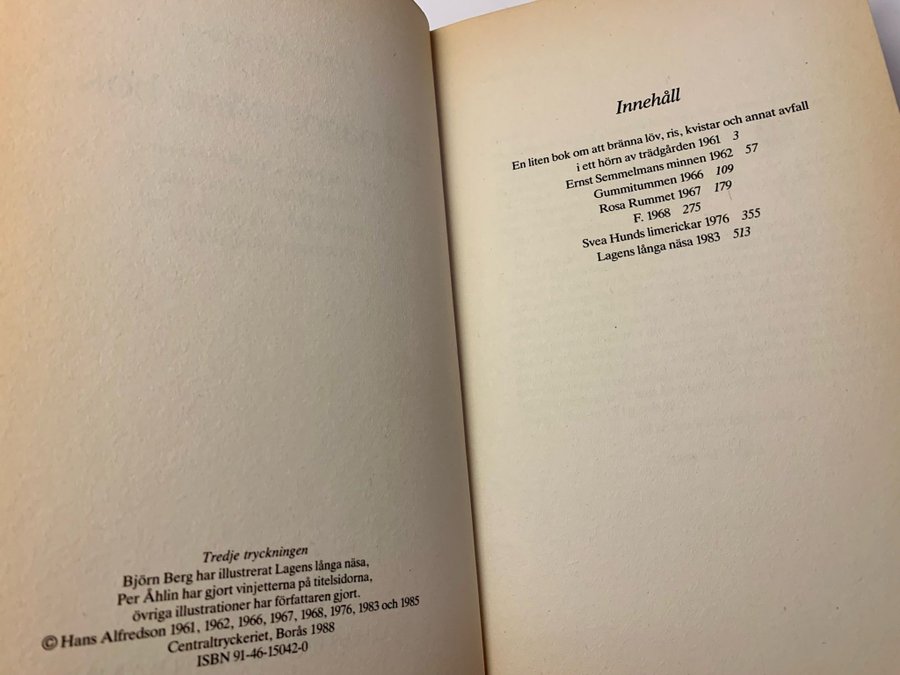 Tredje tryckningen
Björn Berg har illustrerat Lagens långa näsa,
Per Åhlin har gjort vinjetterna på titelsidorna,
övriga illustrationer har författaren gjort.
© Hans Alfredson 1961, 1962, 1966, 1967, 1968, 1976, 1983 och 1985
Centraltryckeriet, Borås 1988
ISBN 91-46-15042-0
Innehåll
En liten bok om att bränna löv, ris, kvistar och annat avfall
i ett hörn av trädgården 1961 3
Ernst Semmelmans minnen 1962 57
Gummitummen 1966 109
Rosa Rummet 1967 179
F. 1968 275
Svea Hunds limerickar 1976 355
Lagens långa näsa 1983 513